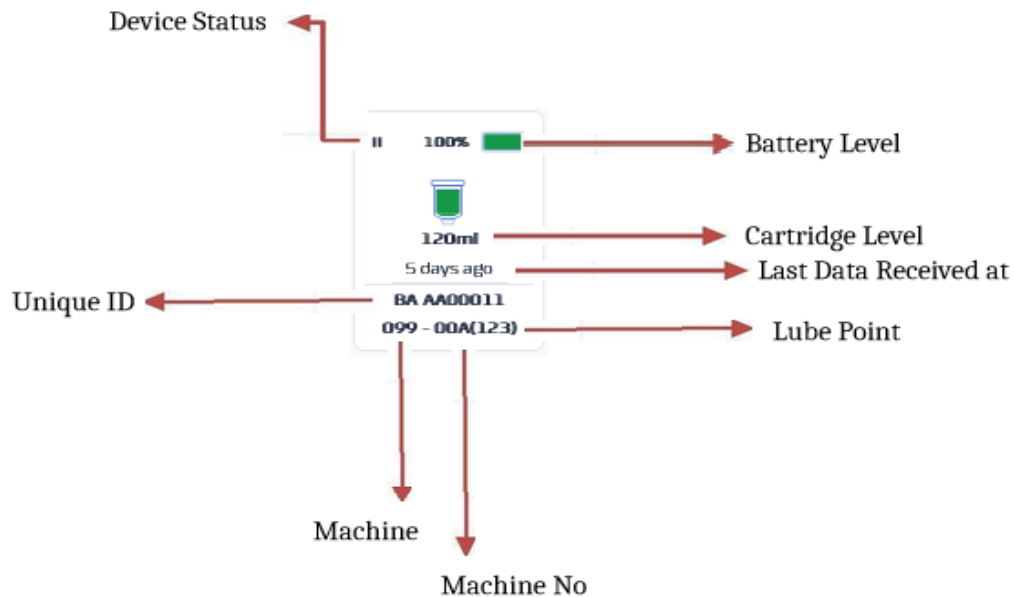 Device Status
II 100%
Battery Level
120ml
Cartridge Level
5 days ago
Last Data Received at
Unique ID
BA AA00011
099 - 00A(123)
Lube Point
Machine
Machine No